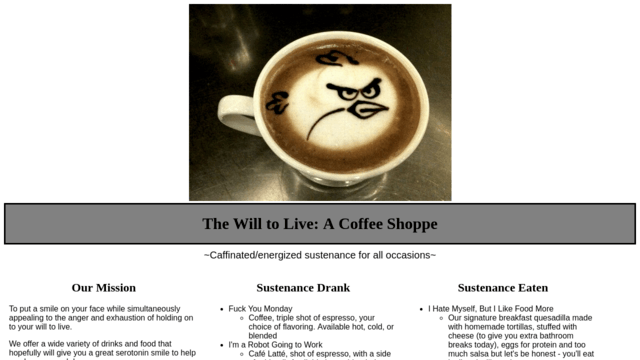 The Will to Live: A Coffee Shoppe
~Caffinated/energized sustenance for all occasions~
Our Mission
To put a smile on your face while simultaneously
appealing to the anger and exhaustion of holding on
to your will to live.
We offer a wide variety of drinks and food that
hopefully will give you a great serotonin smile to help
Sustenance Drank
Fuck You Monday
Coffee, triple shot of espresso, your
choice of flavoring. Available hot, cold, or
blended
I'm a Robot Going to Work
Café Latté, shot of espresso, with a side
Sustenance Eaten
I Hate Myself, But I Like Food More
Our signature breakfast quesadilla made
with homemade tortillas, stuffed with
cheese (to give you extra bathroom
breaks today), eggs for protein and too
much salsa but let's be honest - you'll eat